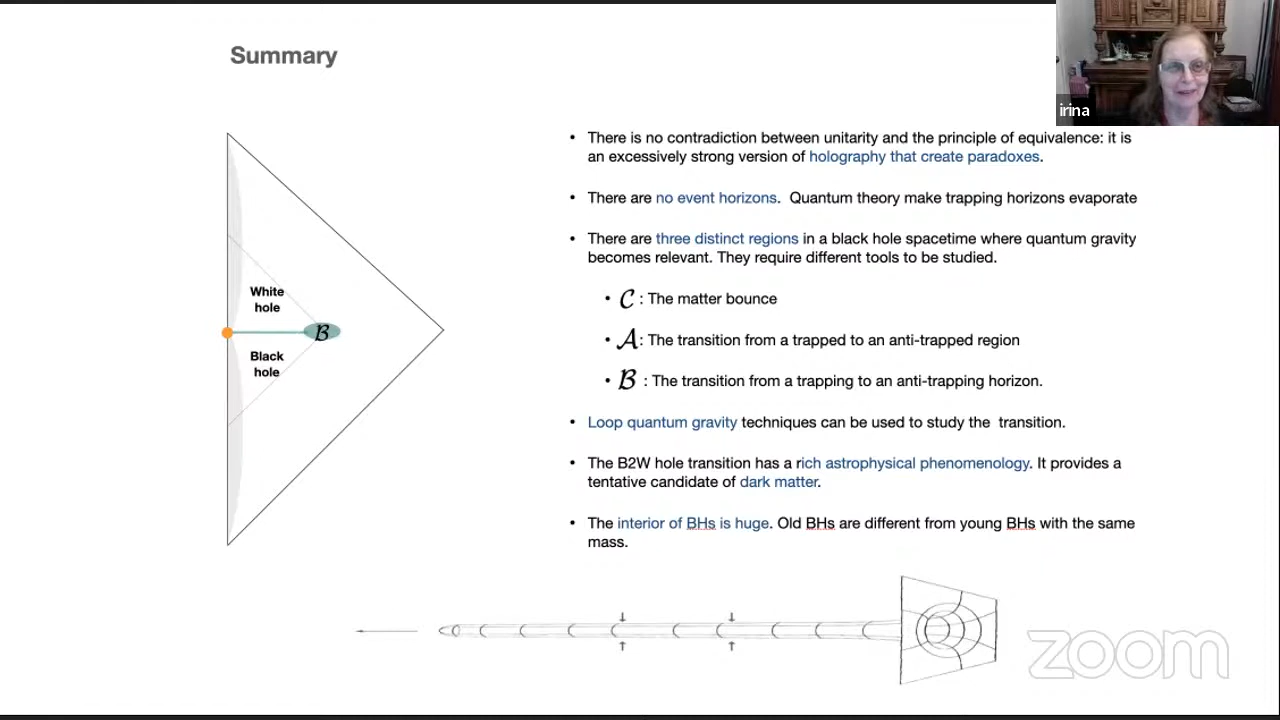 Summary
irina
• There is no contradiction between unitarity and the principle of equivalence: it is
an excessively strong version of holography that create paradoxes.
• There are no event horizons. Quantum theory make trapping horizons evaporate
• There are three distinct regions in a black hole spacetime where quantum gravity
becomes relevant. They require different tools to be studied.
• C : The matter bounce
• A: The transition from a trapped to an anti-trapped region
• B : The transition from a trapping to an anti-trapping horizon.
• Loop quantum gravity techniques can be used to study the transition.
• The B2W hole transition has a rich astrophysical phenomenology. It provides a
tentative candidate of dark matter.
• The interior of BHs is huge. Old BHs are different from young BHs with the same
mass.
White
hole
B
Black
hole
zoom